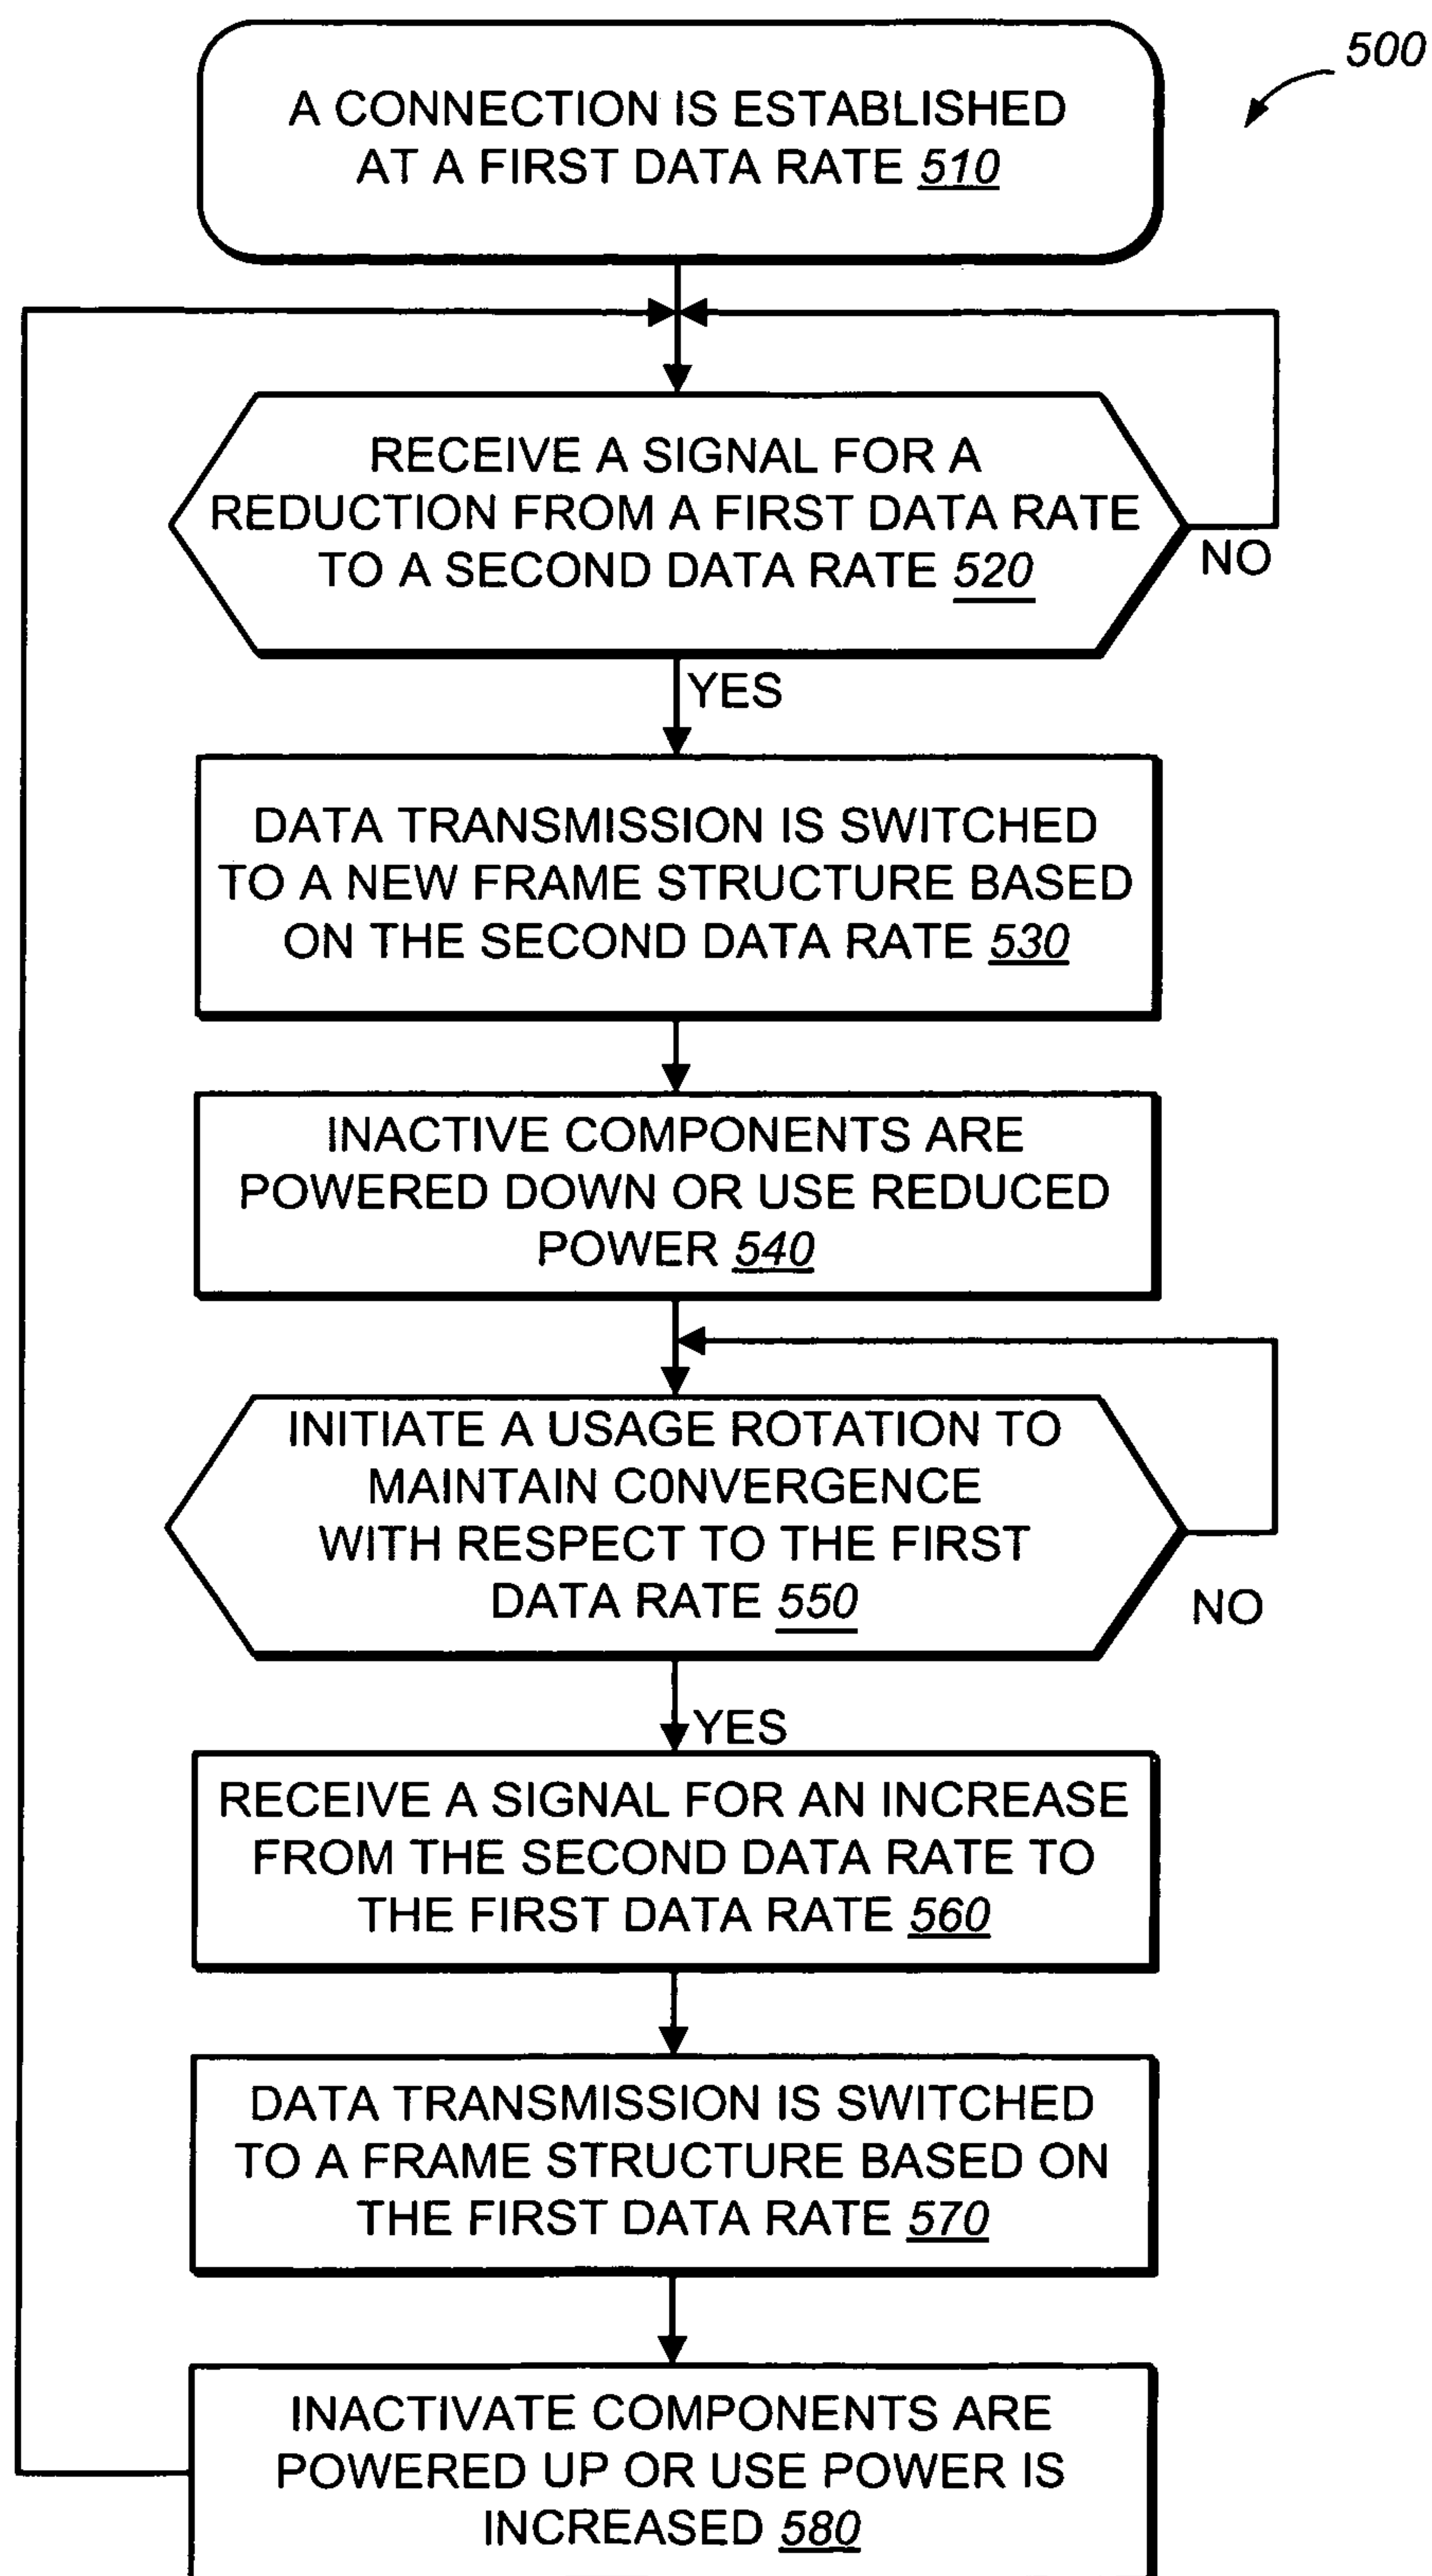 500
A CONNECTION IS ESTABLISHED
AT A FIRST DATA RATE 510
RECEIVE A SIGNAL FOR A
REDUCTION FROM A FIRST DATA RATE
TO A SECOND DATA RATE 520
NO
YES
DATA TRANSMISSION IS SWITCHED
TO A NEW FRAME STRUCTURE BASED
ON THE SECOND DATA RATE 530
INACTIVE COMPONENTS ARE
POWERED DOWN OR USE REDUCED
POWER 540
INITIATE A USAGE ROTATION TO
MAINTAIN C0NVERGENCE
WITH RESPECT TO THE FIRST
DATA RATE 550
NO
YES
RECEIVE A SIGNAL FOR AN INCREASE
FROM THE SECOND DATA RATE TO
THE FIRST DATA RATE 560
DATA TRANSMISSION IS SWITCHED
TO A FRAME STRUCTURE BASED ON
THE FIRST DATA RATE 570
INACTIVATE COMPONENTS ARE
POWERED UP OR USE POWER IS
INCREASED 580